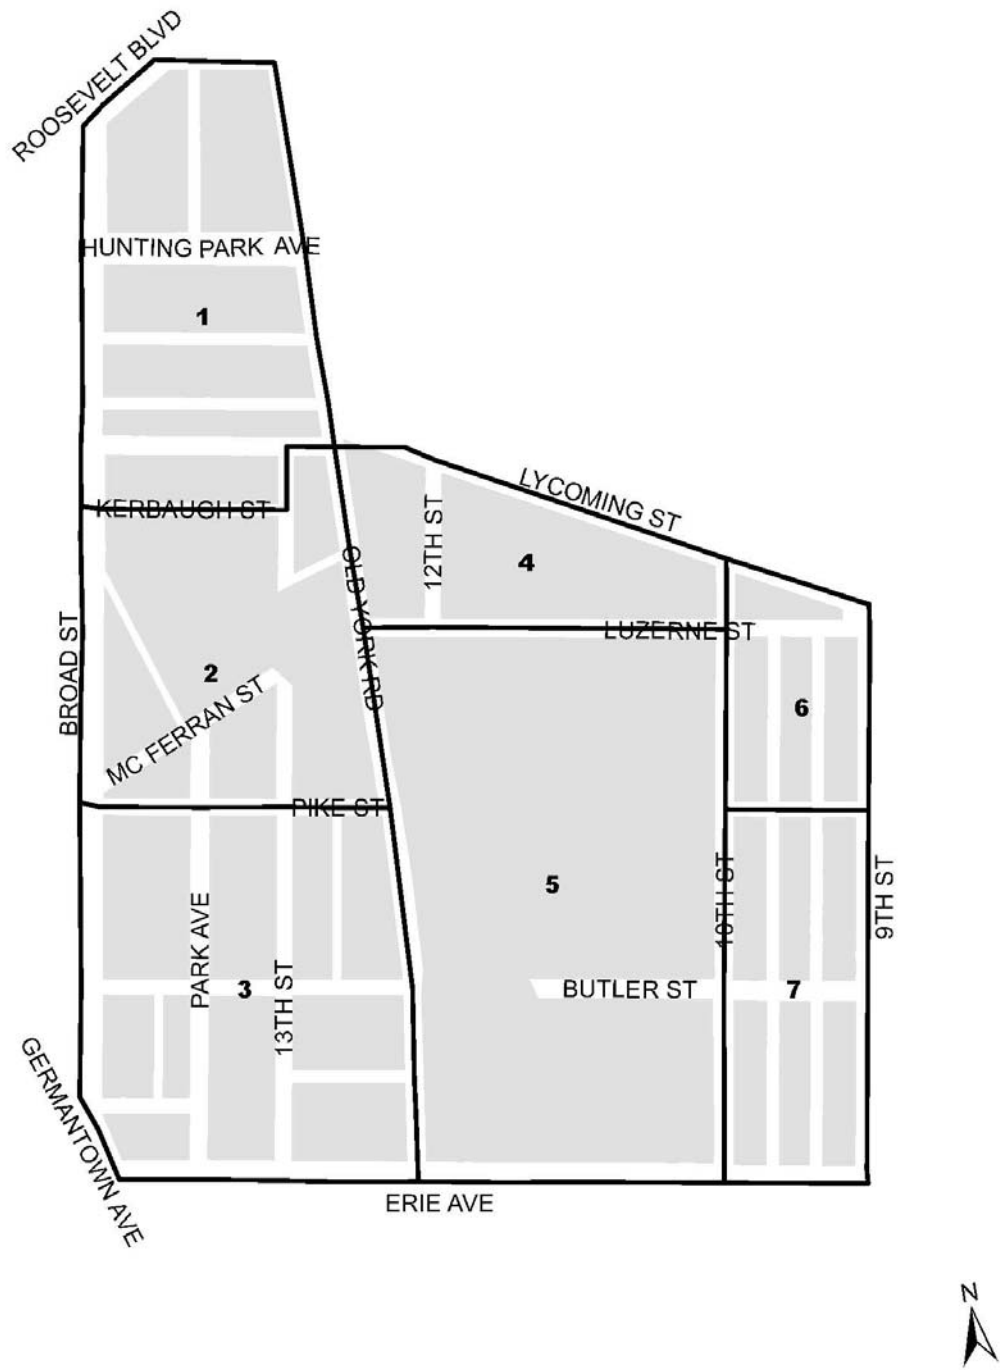 ROOSEVELT BLVD
HUNTING PARK AVE
1
LYCOMING ST
KERBAUGH ST
12TH ST
4
OLD YORK RD
LUZERNE ST
BROAD ST
2
MC FERRAN ST
6
PIKE ST
5
10TH ST
9TH ST
PARK AVE
3
13TH ST
BUTLER ST
7
GERMANTOWN AVE
ERIE AVE
N